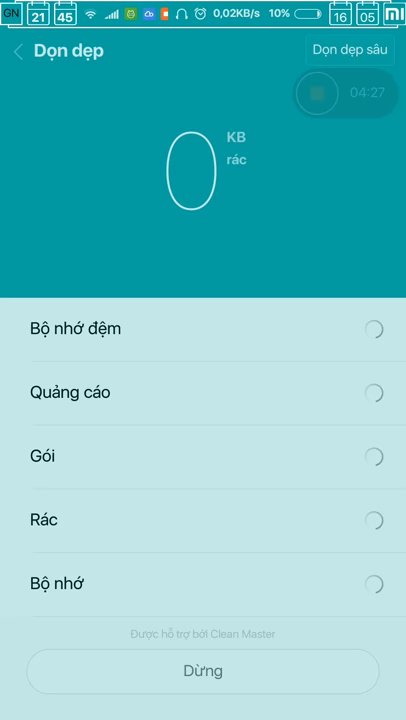 GN 21 45 0,02KB/s 10% 16 05 mi
Dọn dẹp Dọn dẹp sâu
04:27
0 KB
rác
Bộ nhớ đệm
Quảng cáo
Gói
Rác
Bộ nhớ
Được hỗ trợ bởi Clean Master
Dừng